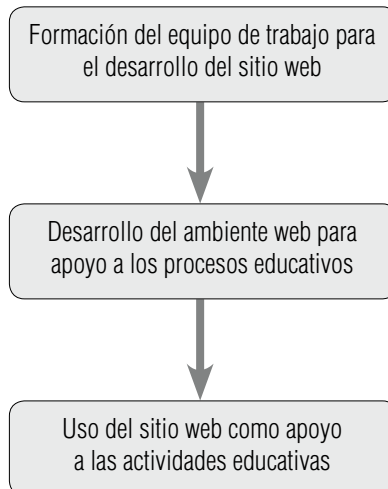 Formación del equipo de trabajo para
el desarrollo del sitio web
Desarrollo del ambiente web para
apoyo a los procesos educativos
Uso del sitio web como apoyo
a las actividades educativas